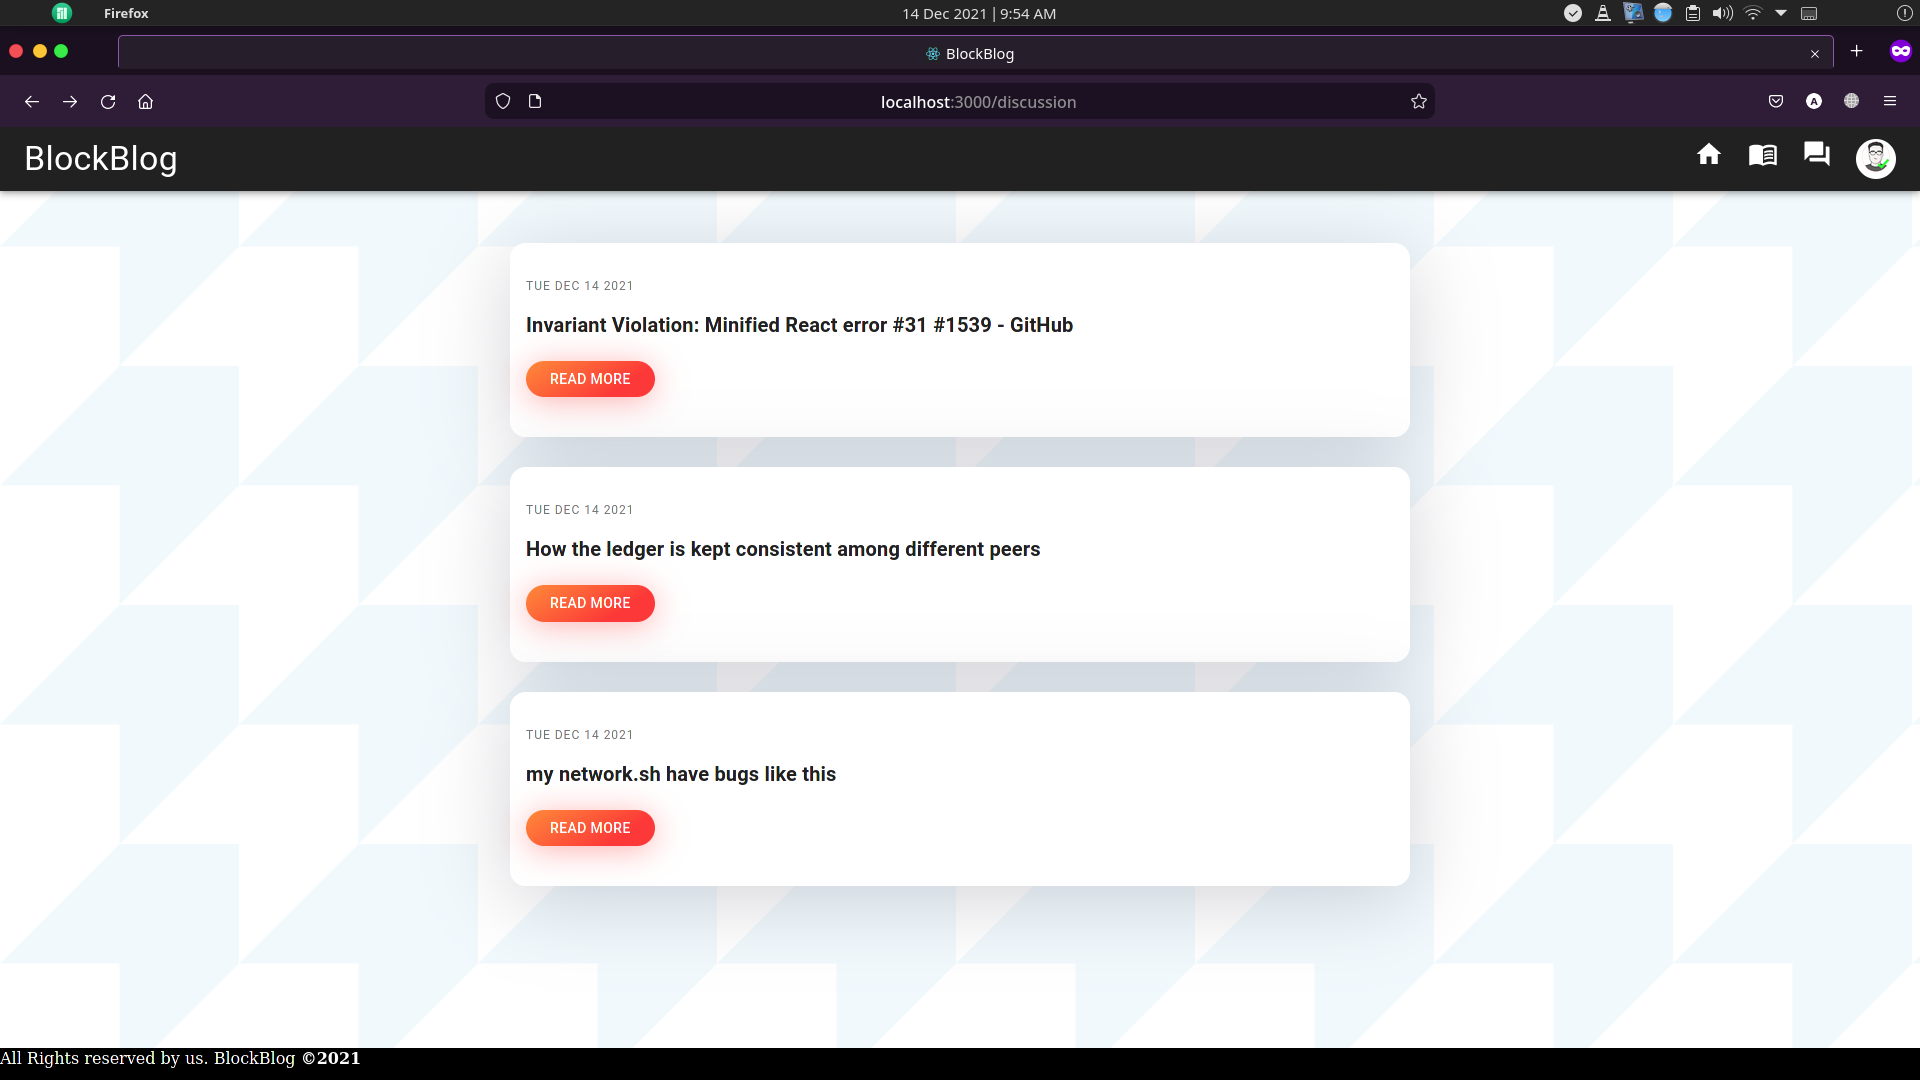 Firefox
14 Dec 2021 | 9:54 AM
BlockBlog
localhost:3000/discussion
A
BlockBlog
TUE DEC 14 2021
Invariant Violation: Minified React error #31 #1539 - GitHub
READ MORE
TUE DEC 14 2021
How the ledger is kept consistent among different peers
READ MORE
TUE DEC 14 2021
my network.sh have bugs like this
READ MORE
All Rights reserved by us. BlockBlog ©2021